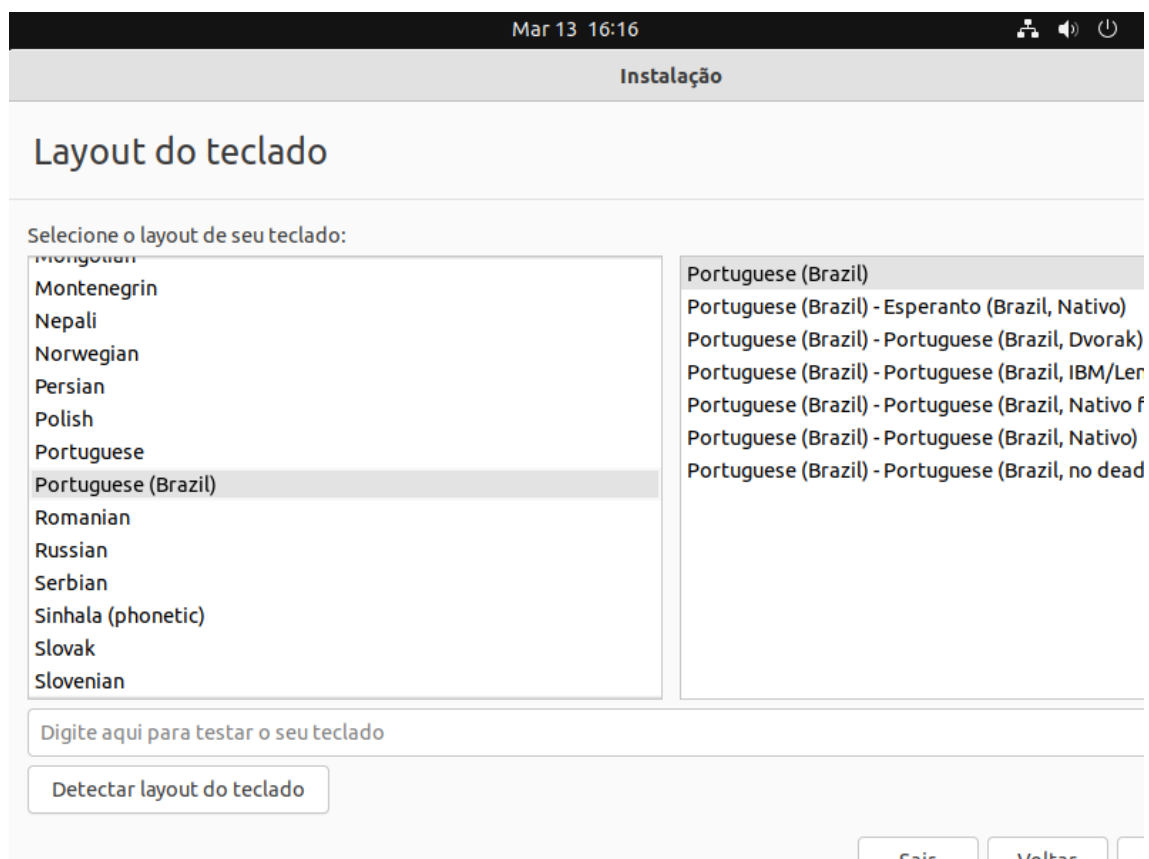 Mar 13 16:16
Instalação
Layout do teclado
Selecione o layout de seu teclado:
Mongolian
Montenegrin
Nepali
Norwegian
Persian
Polish
Portuguese
Portuguese (Brazil)
Romanian
Russian
Serbian
Sinhala (phonetic)
Slovak
Slovenian
Portuguese (Brazil)
Portuguese (Brazil) - Esperanto (Brazil, Nativo)
Portuguese (Brazil) - Portuguese (Brazil, Dvorak)
Portuguese (Brazil) - Portuguese (Brazil, IBM/Len
Portuguese (Brazil) - Portuguese (Brazil, Nativo f
Portuguese (Brazil) - Portuguese (Brazil, Nativo)
Portuguese (Brazil) - Portuguese (Brazil, no dead
Digite aqui para testar o seu teclado
Detectar layout do teclado
Sair
Voltar